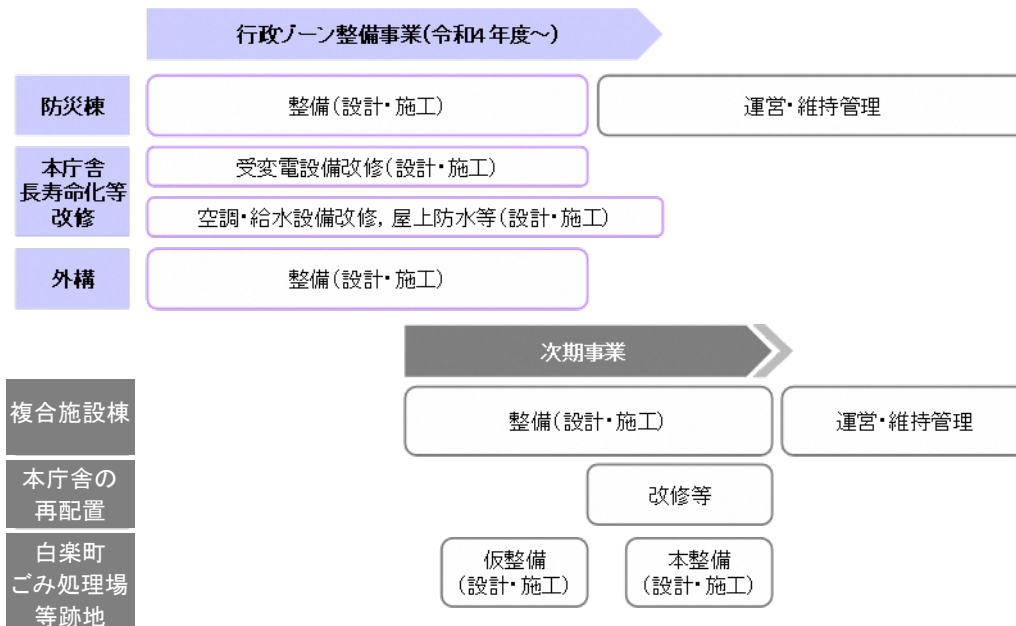 行政ゾーン整備事業(令和4年度～)
防災棟
整備(設計・施工)
運営・維持管理
本庁舎
長寿命化等
改修
受変電設備改修(設計・施工)
空調・給水設備改修, 屋上防水等(設計・施工)
外構
整備(設計・施工)
次期事業
複合施設棟
整備(設計・施工)
運営・維持管理
本庁舎の
再配置
改修等
白楽町
ごみ処理場
等跡地
仮整備
(設計・施工)
本整備
(設計・施工)